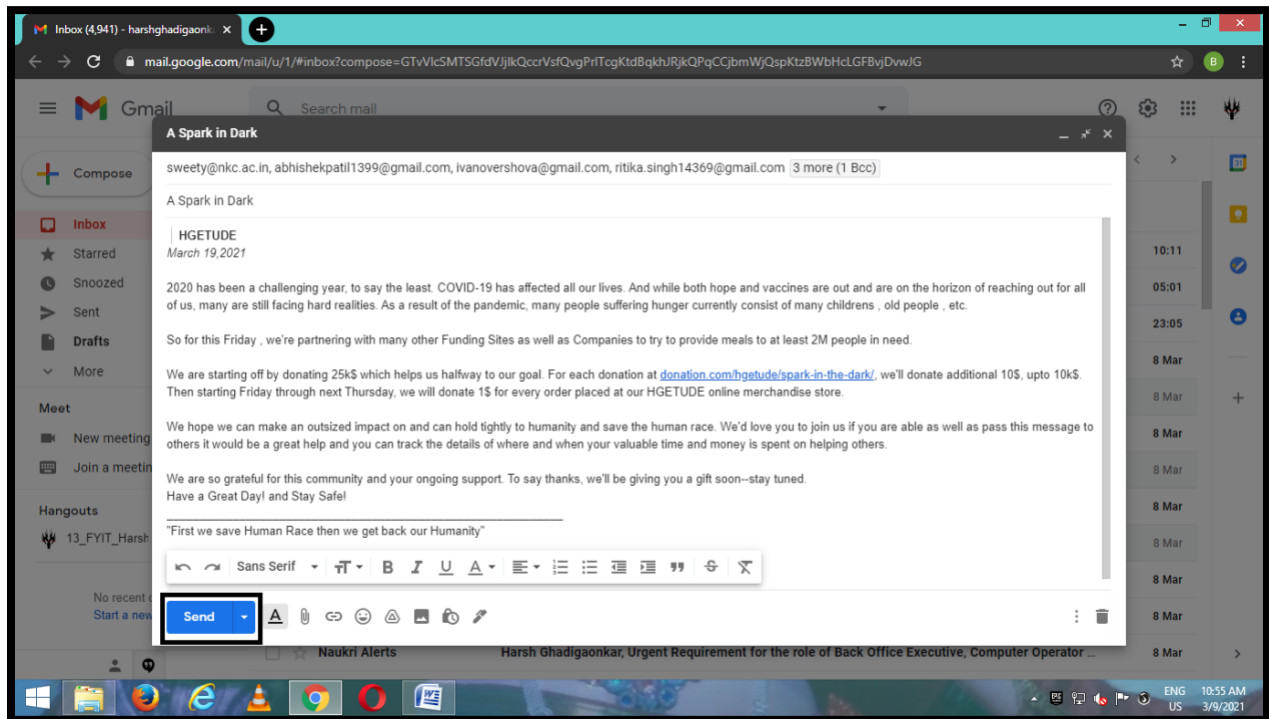 Inbox (4,941) - harshghadigaonk
mail.google.com/mail/u/1/#inbox?compose=GTvVlcSMTSGfdVJjlkQccrVsfQvgPrlTcgKtdBqkhJRjkQPqCCjbmWjQspKtzBWbHcLGFBvjDvwJG
B
Gmail
Search mail
A Spark in Dark
sweety@nkc.ac.in, abhishekpatil1399@gmail.com, ivanovershova@gmail.com, ritika.singh14369@gmail.com 3 more (1 Bcc)
A Spark in Dark
Compose
Inbox
Starred
Snoozed
Sent
Drafts
More
Meet
New meeting
Join a meetin
Hangouts
13_FYIT_Harsh
No recent c
Start a new
HGETUDE
March 19,2021
2020 has been a challenging year, to say the least. COVID-19 has affected all our lives. And while both hope and vaccines are out and are on the horizon of reaching out for all
of us, many are still facing hard realities. As a result of the pandemic, many people suffering hunger currently consist of many childrens , old people , etc.
So for this Friday , we're partnering with many other Funding Sites as well as Companies to try to provide meals to at least 2M people in need.
We are starting off by donating 25k$ which helps us halfway to our goal. For each donation at donation.com/hgetude/spark-in-the-dark/, we'll donate additional 10$, upto 10k$.
Then starting Friday through next Thursday, we will donate 1$ for every order placed at our HGETUDE online merchandise store.
We hope we can make an outsized impact on and can hold tightly to humanity and save the human race. We'd love you to join us if you are able as well as pass this message to
others it would be a great help and you can track the details of where and when your valuable time and money is spent on helping others.
We are so grateful for this community and your ongoing support. To say thanks, we'll be giving you a gift soon--stay tuned.
Have a Great Day! and Stay Safe!
"First we save Human Race then we get back our Humanity"
Sans Serif
Send
10:11
05:01
23:05
8 Mar
8 Mar
8 Mar
8 Mar
8 Mar
8 Mar
8 Mar
8 Mar
Naukri Alerts Harsh Ghadigaonkar, Urgent Requirement for the role of Back Office Executive, Computer Operator ... 8 Mar
ENG 10:55 AM
US 3/9/2021